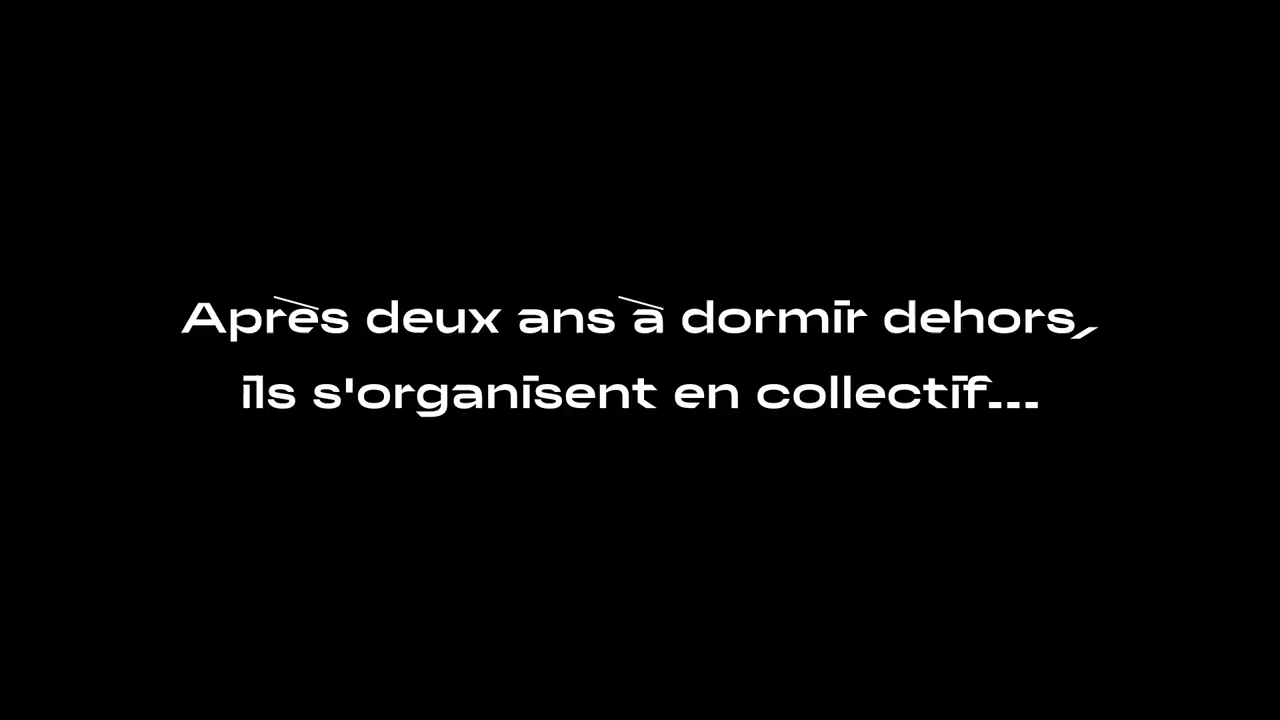 Après deux ans à dormir dehors,
ils s'organisent en collectif...